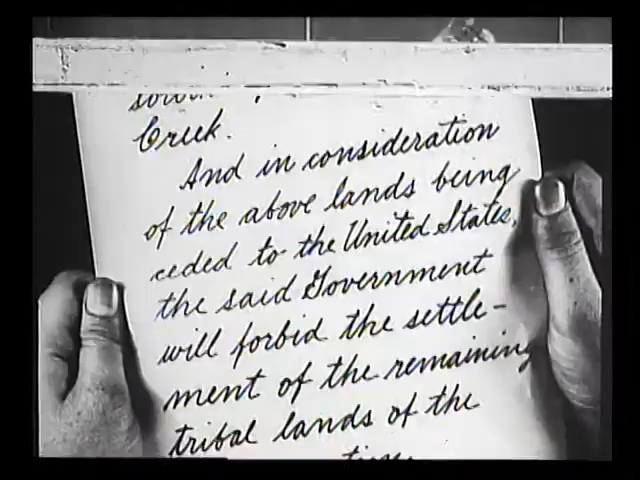 Creek.
And in consideration
of the above lands being
ceded to the United States,
the said Government
will forbid the settle-
ment of the remaining
tribal lands of the